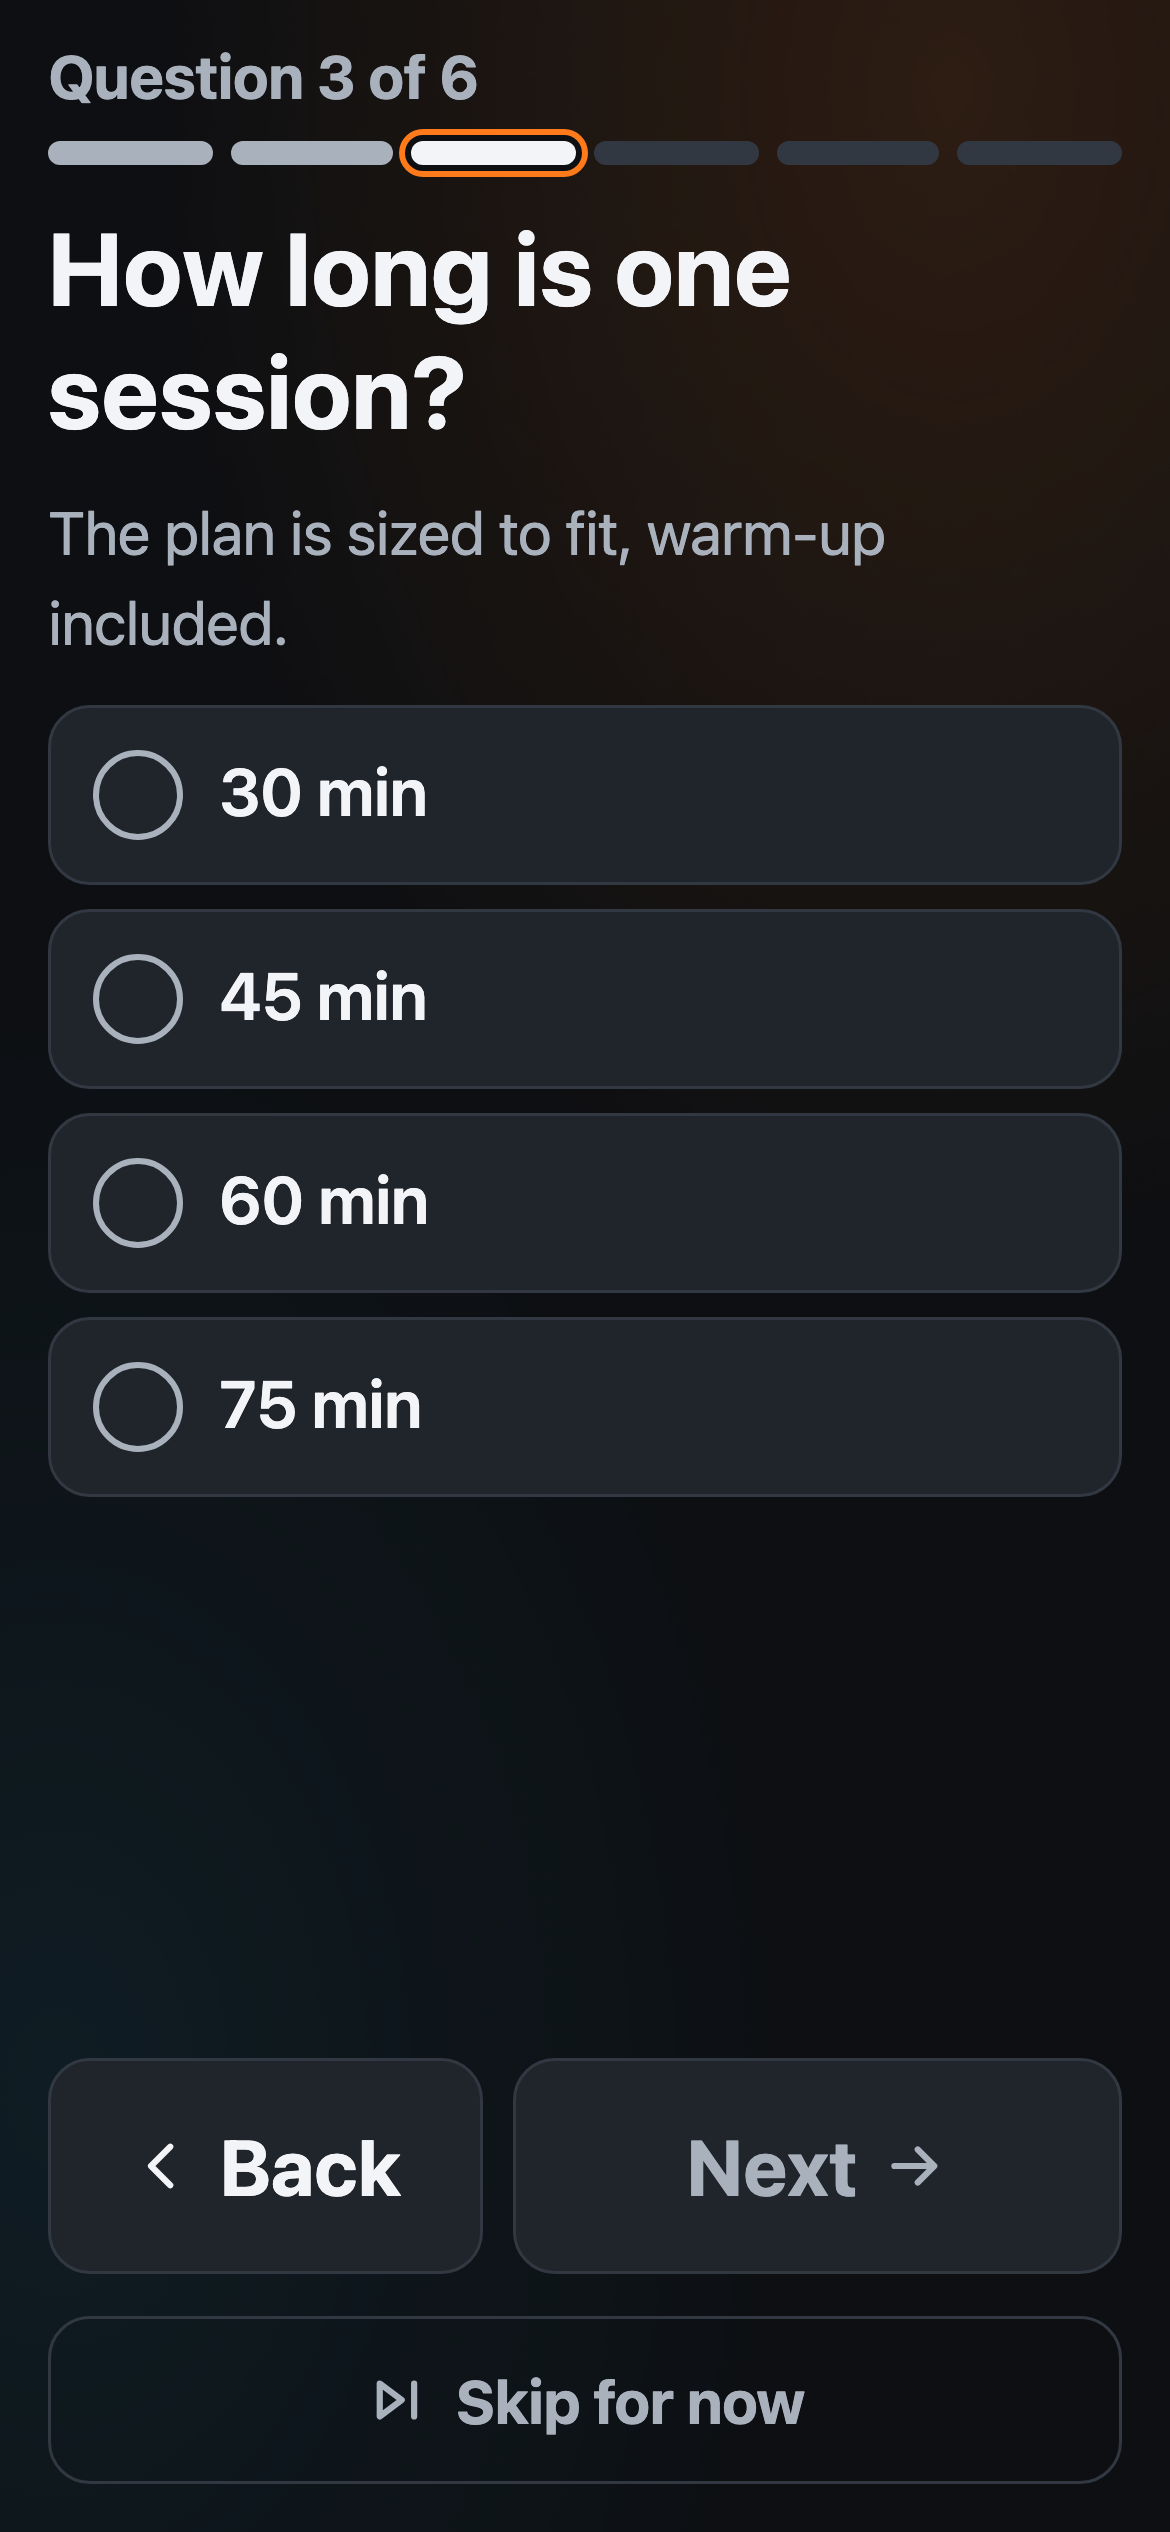 Question 3 of 6
How long is one
session?
The plan is sized to fit, warm-up
included.
30 min
45 min
60 min
75 min
Back
Next
Skip for now